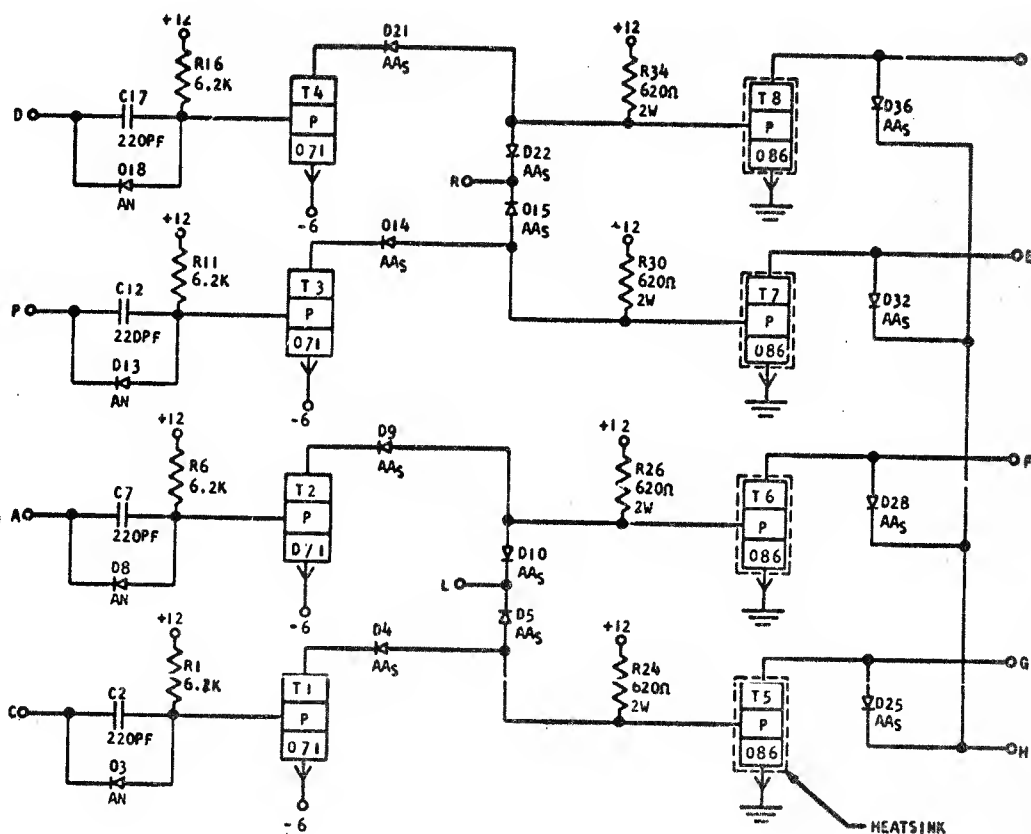 +12
R16
6.2K
C17
D
220PF
D18
AN
T4
P
071
-6
D21
AAS
+12
R34
620Ω
2W
D22
AAS
R
D15
AAS
T8
P
086
D36
AAS
+12
R11
6.2K
C12
P
220PF
D13
AN
T3
P
071
-6
D14
AAS
+12
R30
620Ω
2W
T7
P
086
D32
AAS
E
+12
R6
6.2K
C7
A
220PF
D8
AN
T2
P
071
-6
D9
AAS
+12
R26
620Ω
2W
D10
AAS
L
D5
AAS
T6
P
086
D28
AAS
F
+12
R1
6.2K
C2
C
220PF
D3
AN
T1
P
071
-6
D4
AAS
+12
R24
620Ω
2W
T5
P
086
D25
AAS
G
H
HEATSINK